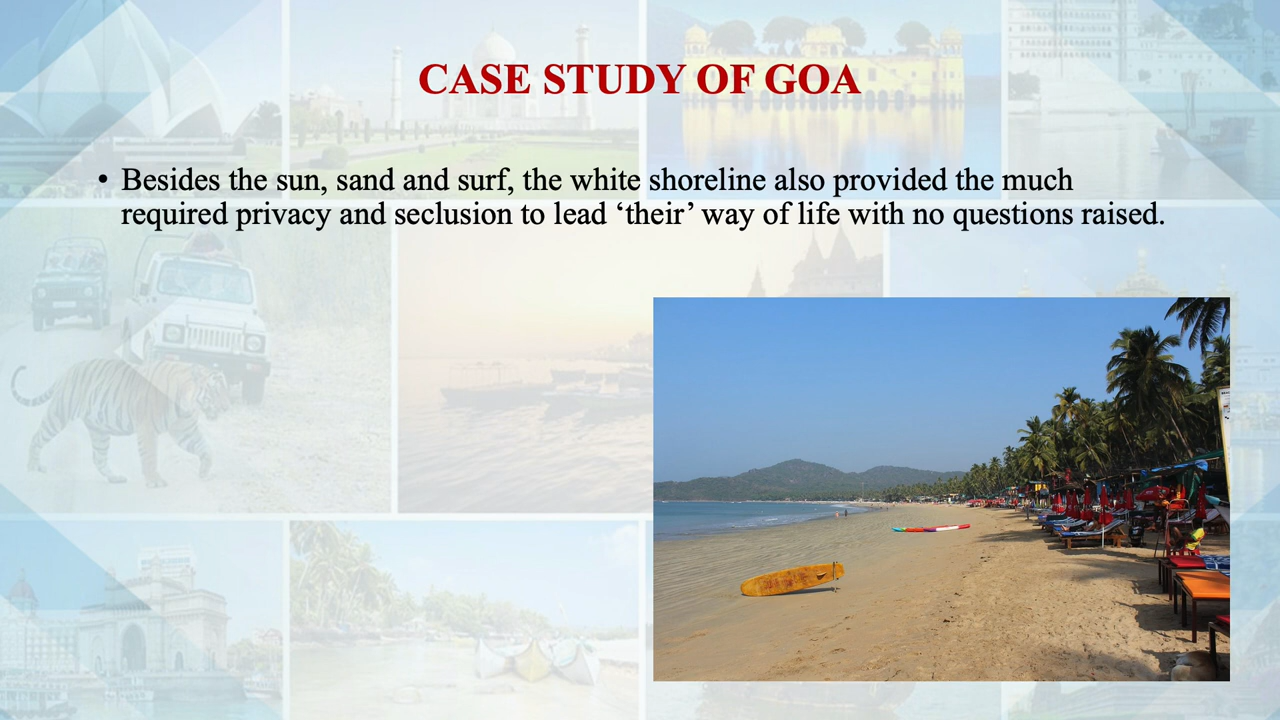 CASE STUDY OF GOA
• Besides the sun, sand and surf, the white shoreline also provided the much
required privacy and seclusion to lead ‘their’ way of life with no questions raised.